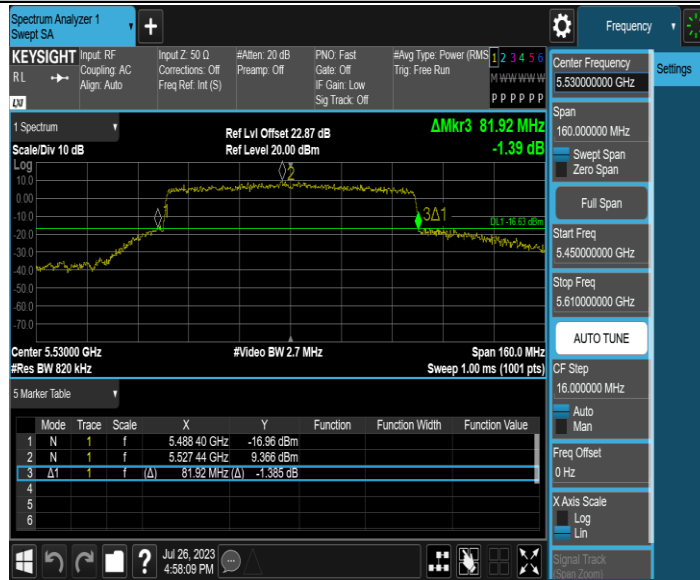 Spectrum Analyzer 1
Swept SA
+
Frequency
KEYSIGHT
RL
LXI
Input: RF
Coupling: AC
Align: Auto
Input Z: 50 Ω
Corrections: Off
Freq Ref: Int (S)
#Atten: 20 dB
Preamp: Off
PNO: Fast
Gate: Off
IF Gain: Low
Sig Track: Off
#Avg Type: Power (RMS
Trig: Free Run
1 2 3 4 5 6
M W W W W W
P P P P P P
1 Spectrum
Scale/Div 10 dB
Ref Lvl Offset 22.87 dB
Ref Level 20.00 dBm
ΔMkr3 81.92 MHz
-1.39 dB
Log
10.0
0.00
-10.0
-20.0
-30.0
-40.0
-50.0
-60.0
-70.0
1
2
3Δ1
DL1 -16.63 dBm
Center 5.53000 GHz
#Video BW 2.7 MHz
Span 160.0 MHz
#Res BW 820 kHz
Sweep 1.00 ms (1001 pts)
5 Marker Table
Mode Trace Scale X Y Function Function Width Function Value
1 N 1 f 5.488 40 GHz -16.96 dBm
2 N 1 f 5.527 44 GHz 9.366 dBm
3 Δ1 1 f (Δ) 81.92 MHz (Δ) -1.385 dB
4
5
6
?
Jul 26, 2023
4:58:09 PM
Center Frequency
5.530000000 GHz
Settings
Span
160.000000 MHz
Swept Span
Zero Span
Full Span
Start Freq
5.450000000 GHz
Stop Freq
5.610000000 GHz
AUTO TUNE
CF Step
16.000000 MHz
Auto
Man
Freq Offset
0 Hz
X Axis Scale
Log
Lin
Signal Track
(Span Zoom)